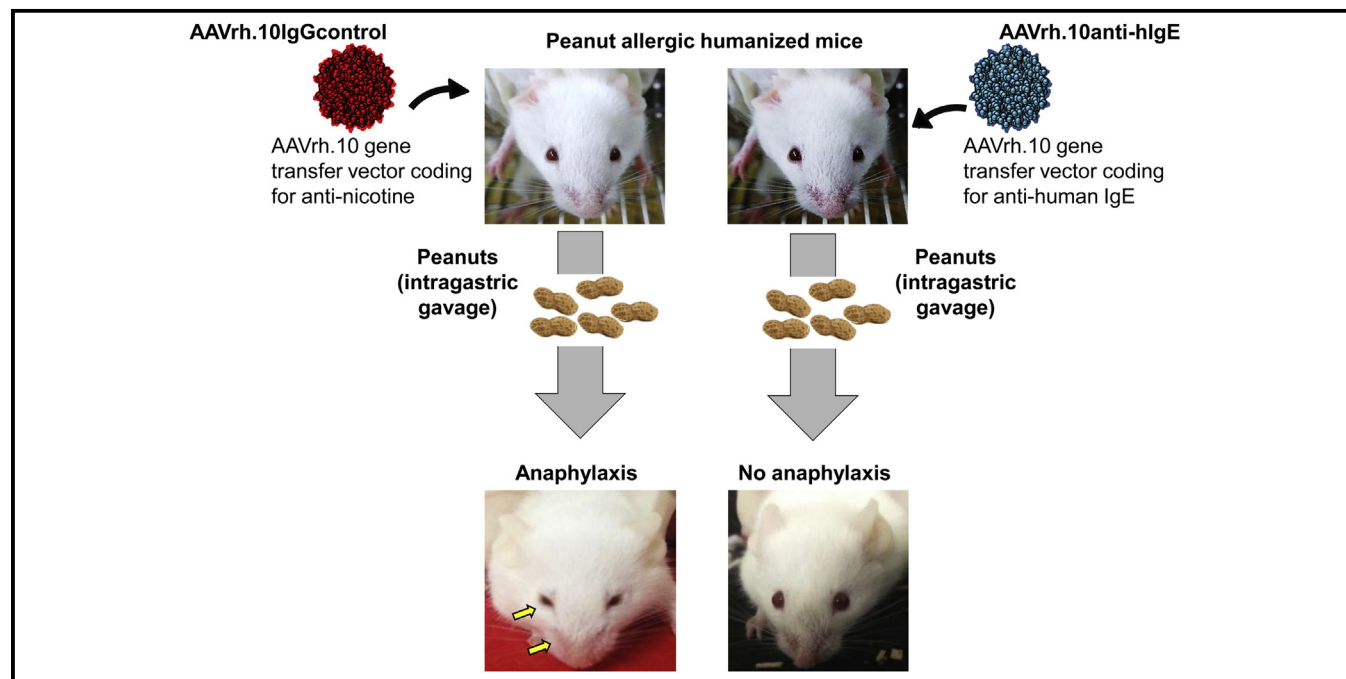 AAVrh.10IgGcontrol
Peanut allergic humanized mice
AAVrh.10anti-hIgE
AAVrh.10 gene
transfer vector coding
for anti-nicotine
AAVrh.10 gene
transfer vector coding
for anti-human IgE
Peanuts
(intragastric
gavage)
Peanuts
(intragastric
gavage)
Anaphylaxis
No anaphylaxis